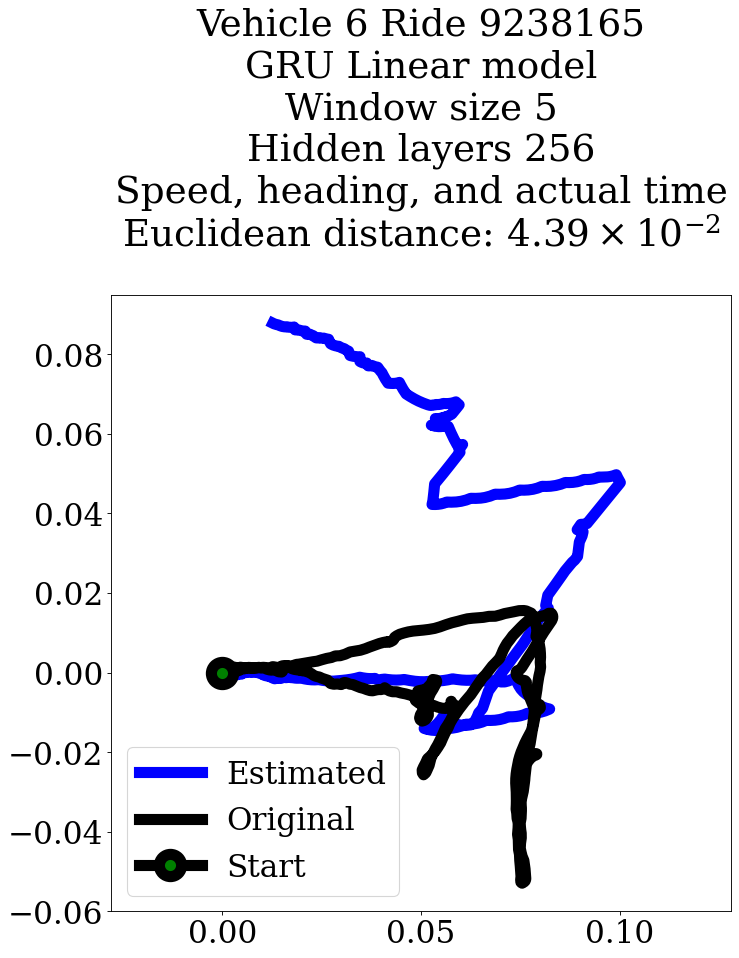 Vehicle 6 Ride 9238165
GRU Linear model
Window size 5
Hidden layers 256
Speed, heading, and actual time
Euclidean distance: 4.39 × 10⁻²
0.08
0.06
0.04
0.02
0.00
−0.02
−0.04
−0.06
Estimated
Original
Start
0.00 0.05 0.10